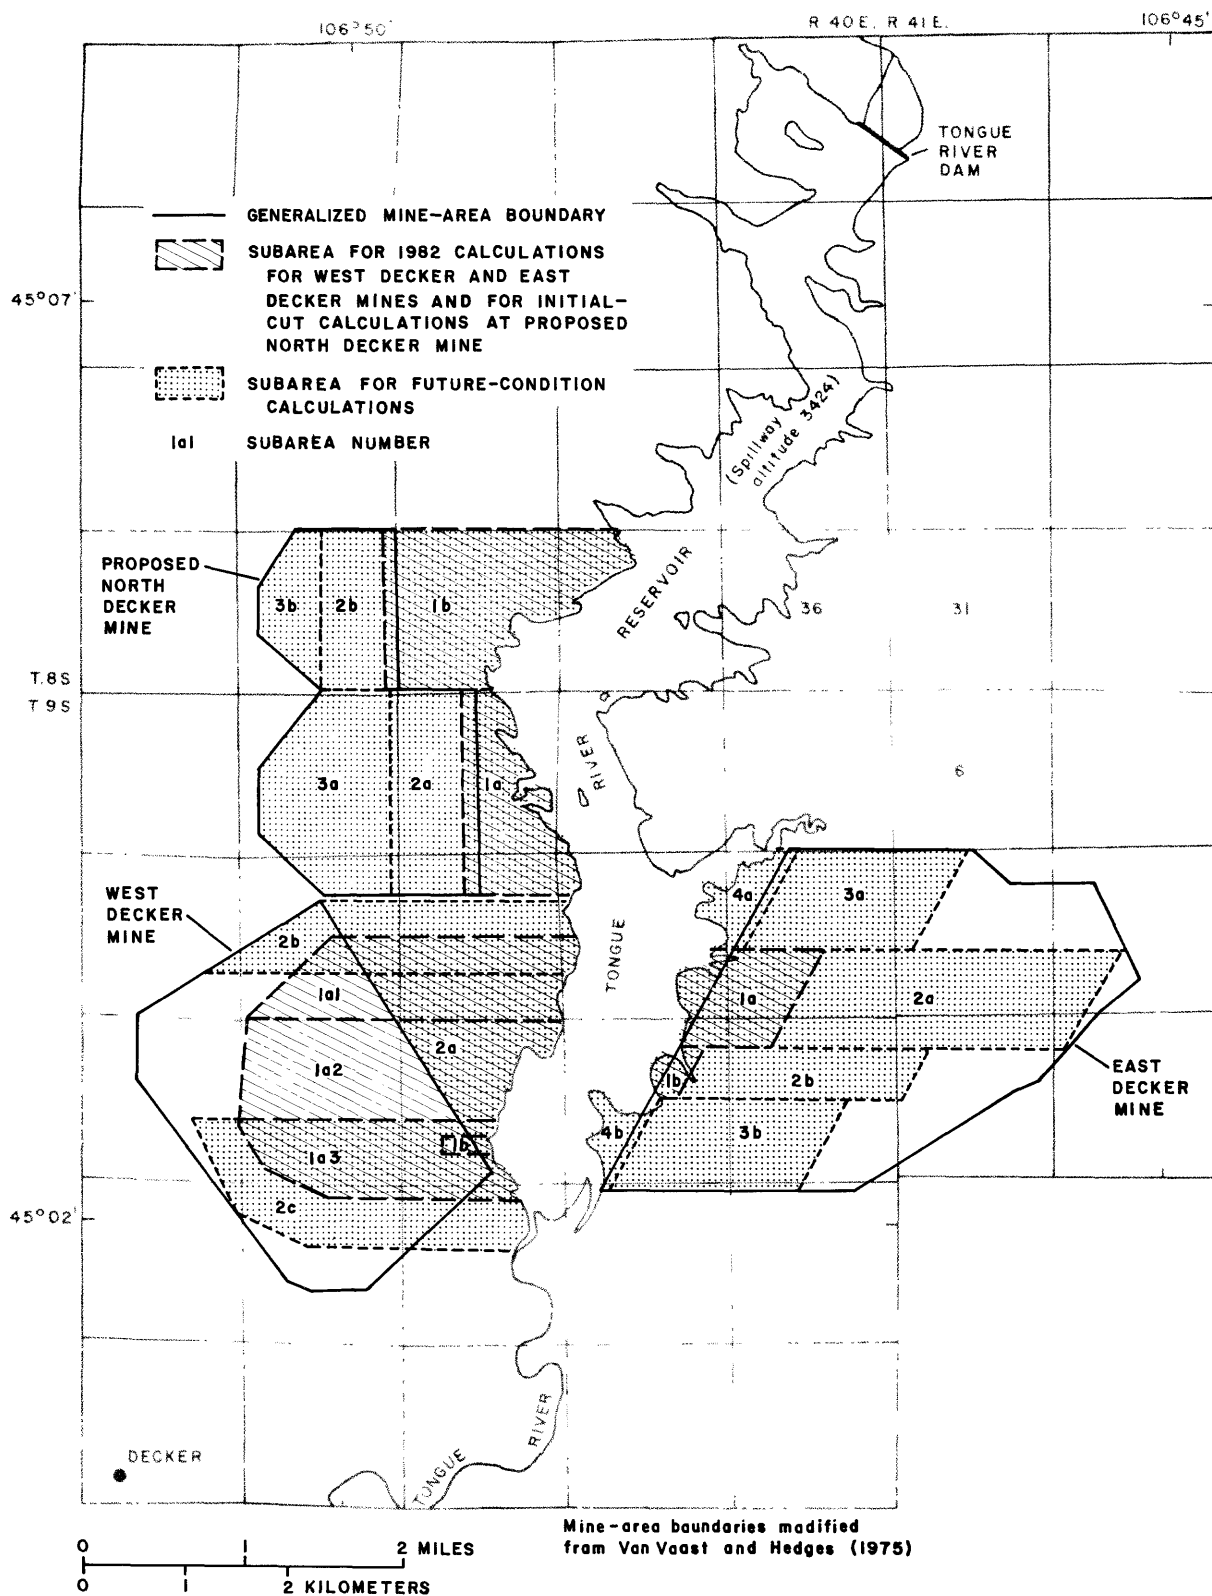 106°50'
R 40 E. R 41 E.
106°45'
TONGUE
RIVER
DAM
GENERALIZED MINE-AREA BOUNDARY
SUBAREA FOR 1982 CALCULATIONS
FOR WEST DECKER AND EAST
DECKER MINES AND FOR INITIAL-
CUT CALCULATIONS AT PROPOSED
NORTH DECKER MINE
45°07'
SUBAREA FOR FUTURE-CONDITION
CALCULATIONS
1a1 SUBAREA NUMBER
(Spillway
altitude 3424)
PROPOSED
NORTH
DECKER
MINE
3b 2b 1b
RESERVOIR
36 31
T. 8 S
T 9 S
RIVER
3a 2a 1a
6
WEST
DECKER
MINE
4a 3a
2b
TONGUE
1a1
1a 2a
2a
1a2
1b 2b
EAST
DECKER
MINE
1b
4b 3b
1a3
2c
45°02'
RIVER
TONGUE
DECKER
Mine-area boundaries madified
fram Van Vaast and Hedges (1975)
0 1 2 MILES
0 1 2 KILOMETERS